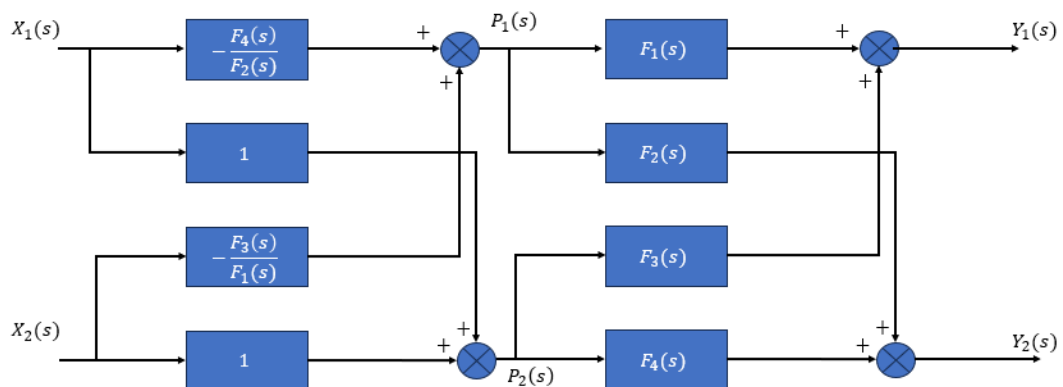 X₁(s)
P₁(s)
Y₁(s)
+
+
-F₄(s)/F₂(s)
F₁(s)
+
+
1
F₂(s)
-F₃(s)/F₁(s)
F₃(s)
X₂(s)
+
+
+
+
Y₂(s)
1
F₄(s)
P₂(s)